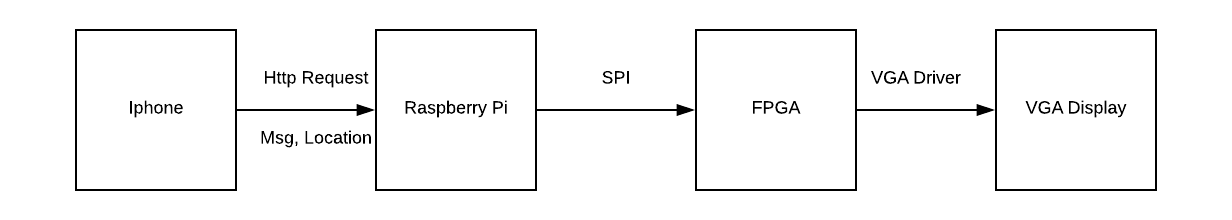 Http Request
SPI
VGA Driver
Iphone
Raspberry Pi
FPGA
VGA Display
Msg, Location